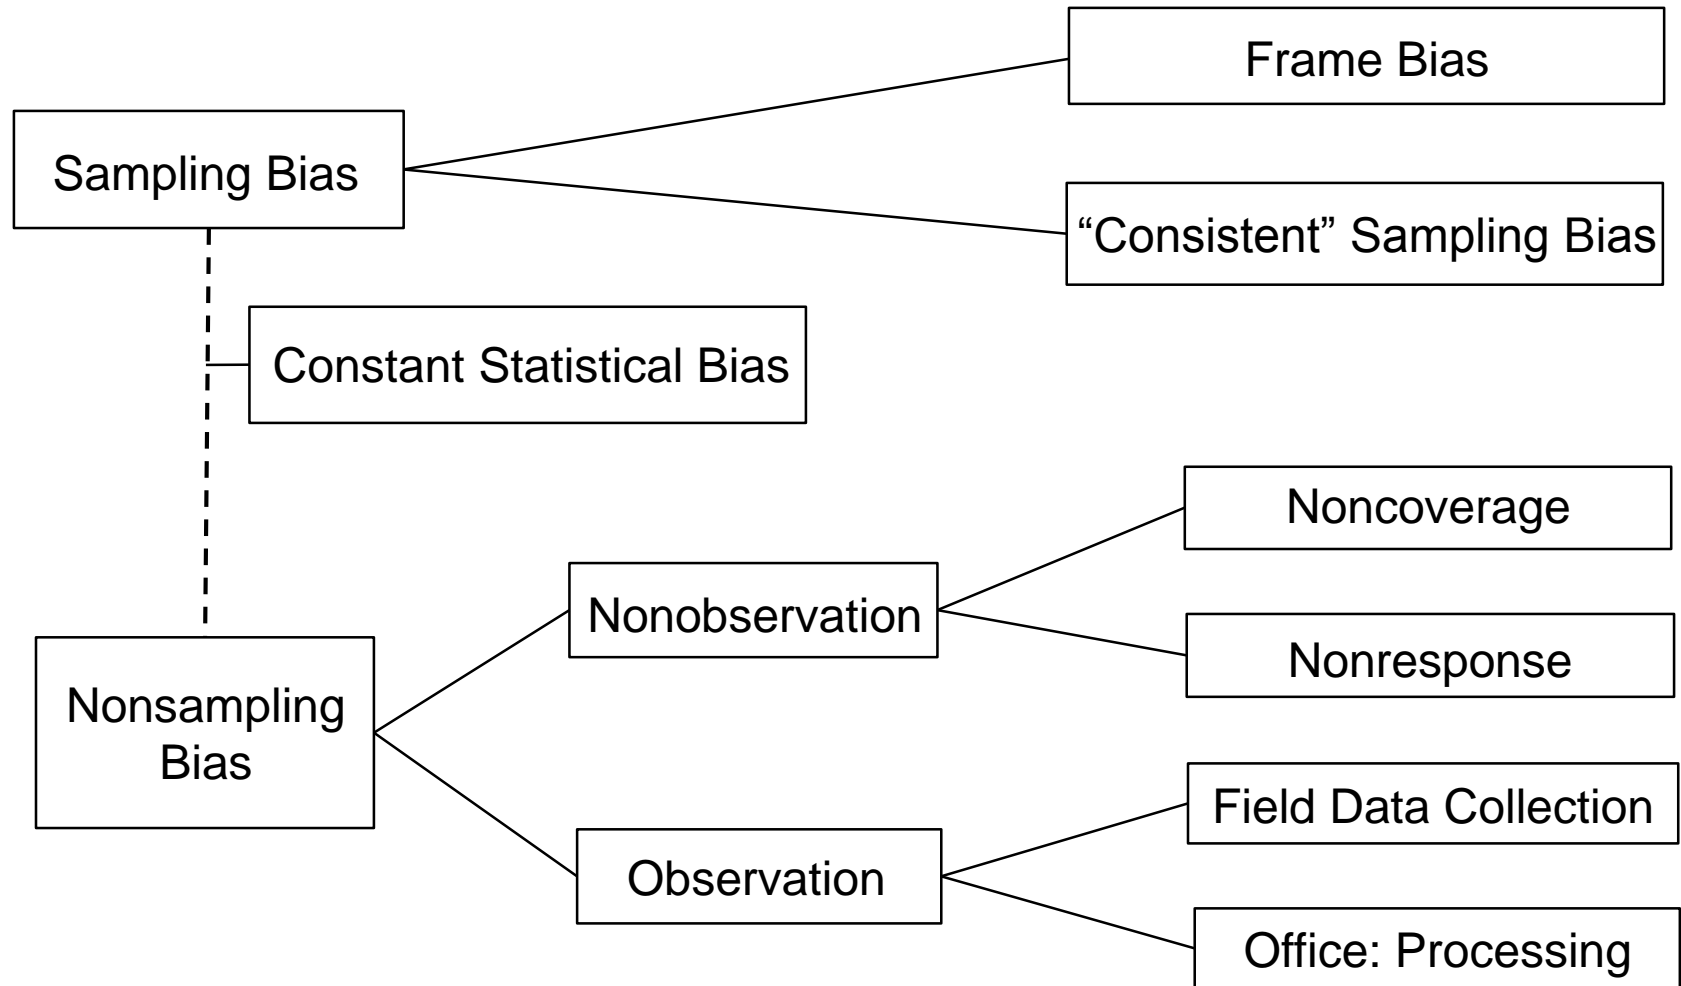 Frame Bias
Sampling Bias
“Consistent” Sampling Bias
Constant Statistical Bias
Noncoverage
Nonobservation
Nonresponse
Nonsampling
Bias
Field Data Collection
Observation
Office: Processing